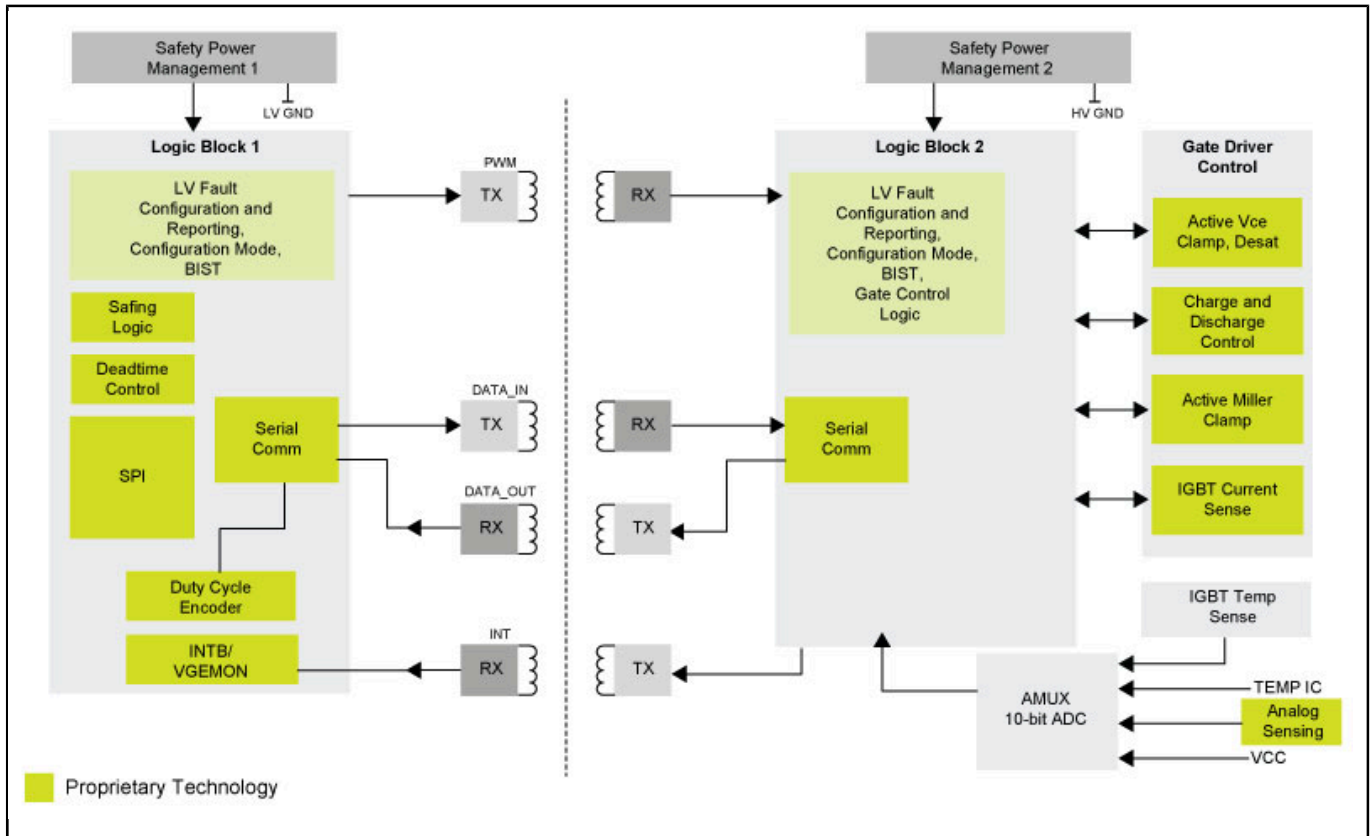 Safety Power
Management 1
LV GND
Logic Block 1
LV Fault
Configuration and
Reporting,
Configuration Mode,
BIST
Safing
Logic
Deadtime
Control
SPI
Serial
Comm
Duty Cycle
Encoder
INTB/
VGEMON
PWM
TX
DATA_IN
TX
DATA_OUT
RX
INT
RX
RX
RX
TX
TX
Safety Power
Management 2
HV GND
Logic Block 2
LV Fault
Configuration and
Reporting,
Configuration Mode,
BIST,
Gate Control
Logic
Serial
Comm
Gate Driver
Control
Active Vce
Clamp, Desat
Charge and
Discharge
Control
Active Miller
Clamp
IGBT Current
Sense
IGBT Temp
Sense
AMUX
10-bit ADC
TEMP IC
Analog
Sensing
VCC
Proprietary Technology